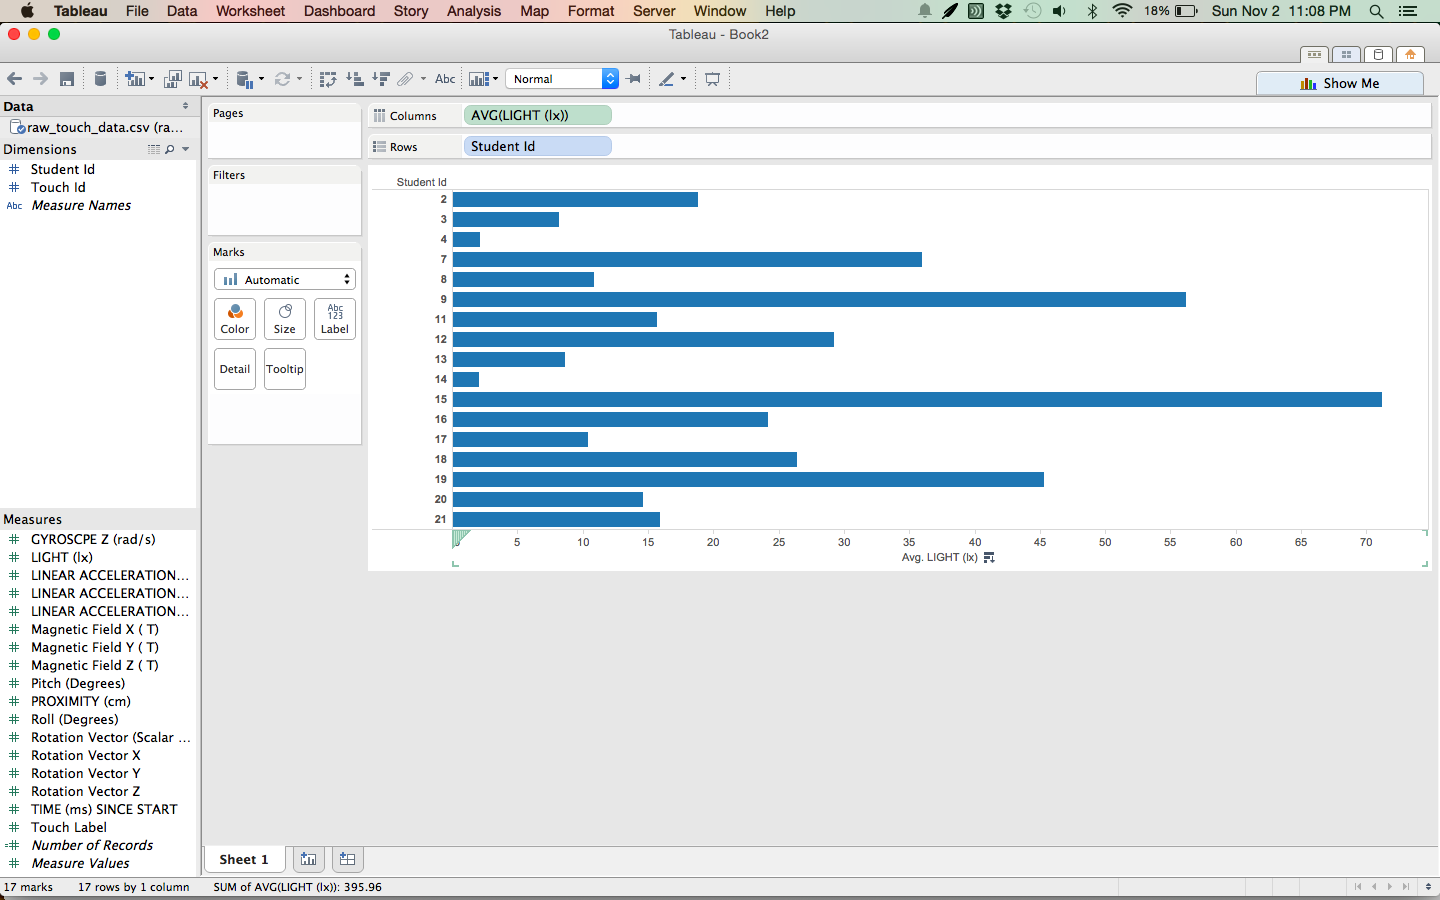 Tableau File Data Worksheet Dashboard Story Analysis Map Format Server Window Help 18% Sun Nov 2 11:08 PM
Tableau - Book2
Abc Normal Show Me
Data
raw_touch_data.csv (ra...
Dimensions
Student Id
Touch Id
Abc Measure Names
Measures
GYROSCPE Z (rad/s)
LIGHT (lx)
LINEAR ACCELERATION...
LINEAR ACCELERATION...
LINEAR ACCELERATION...
Magnetic Field X ( T)
Magnetic Field Y ( T)
Magnetic Field Z ( T)
Pitch (Degrees)
PROXIMITY (cm)
Roll (Degrees)
Rotation Vector (Scalar ...
Rotation Vector X
Rotation Vector Y
Rotation Vector Z
TIME (ms) SINCE START
Touch Label
Number of Records
Measure Values
Pages
Filters
Marks
Automatic
Color Size Abc 123 Label
Detail Tooltip
Columns AVG(LIGHT (lx))
Rows Student Id
Student Id
2
3
4
7
8
9
11
12
13
14
15
16
17
18
19
20
21
5 10 15 20 25 30 35 40 45 50 55 60 65 70
Avg. LIGHT (lx)
Sheet 1
17 marks 17 rows by 1 column SUM of AVG(LIGHT (lx)): 395.96